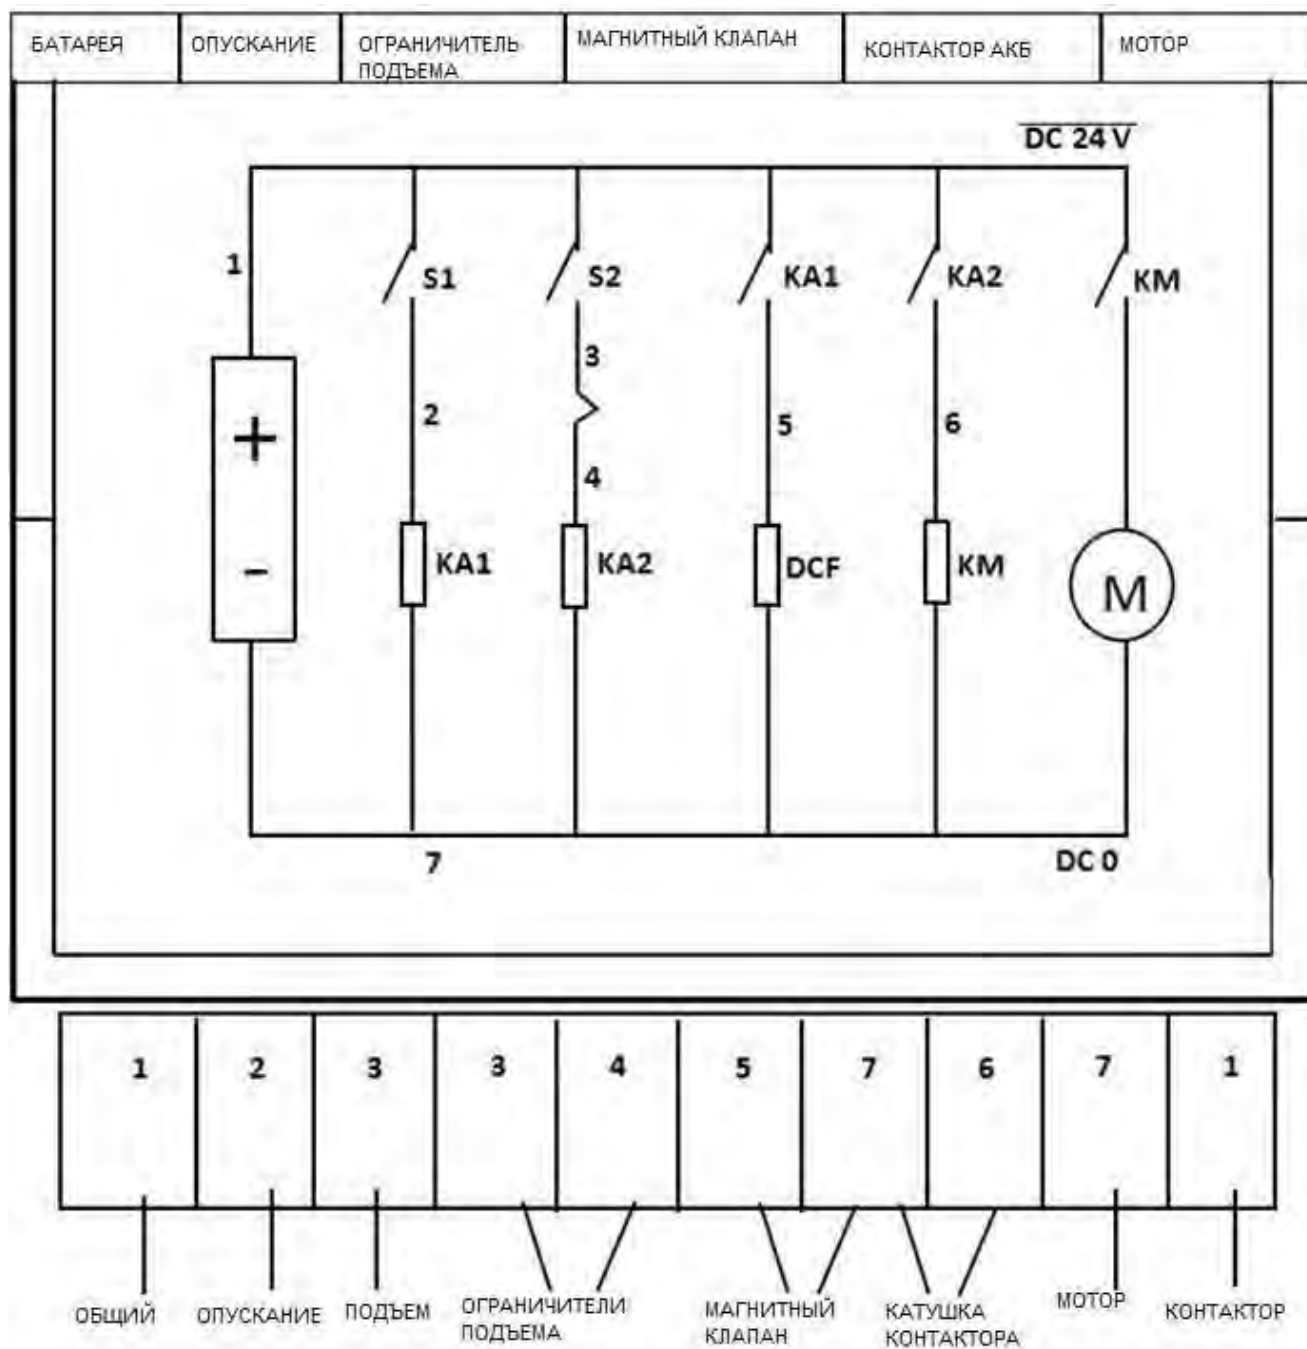 БАТАРЕЯ
ОПУСКАНИЕ
ОГРАНИЧИТЕЛЬ
ПОДЪЕМА
МАГНИТНЫЙ КЛАПАН
КОНТАКТОР АКБ
МОТОР
DC 24 V
1
S1
S2
KA1
KA2
KM
3
2
5
6
4
+
-
KA1
KA2
DCF
KM
M
7
DC 0
1
2
3
3
4
5
7
6
7
1
ОБЩИЙ
ОПУСКАНИЕ
ПОДЪЕМ
ОГРАНИЧИТЕЛИ
ПОДЪЕМА
МАГНИТНЫЙ
КЛАПАН
КАТУШКА
КОНТАКТОРА
МОТОР
КОНТАКТОР